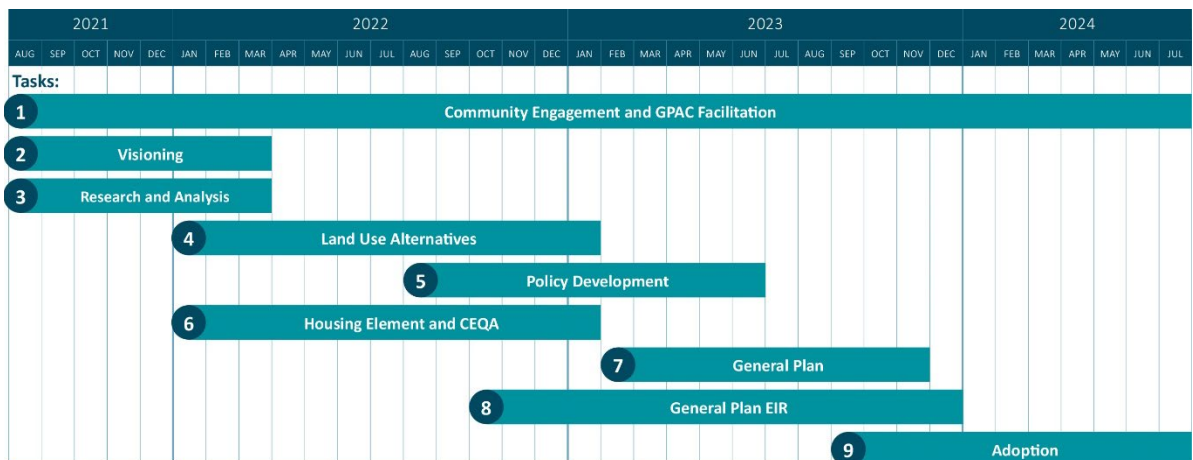 2021 2022 2023 2024
AUG SEP OCT NOV DEC JAN FEB MAR APR MAY JUN JUL AUG SEP OCT NOV DEC JAN FEB MAR APR MAY JUN JUL AUG SEP OCT NOV DEC JAN FEB MAR APR MAY JUN JUL
Tasks:
1 Community Engagement and GPAC Facilitation
2 Visioning
3 Research and Analysis
4 Land Use Alternatives
5 Policy Development
6 Housing Element and CEQA
7 General Plan
8 General Plan EIR
9 Adoption